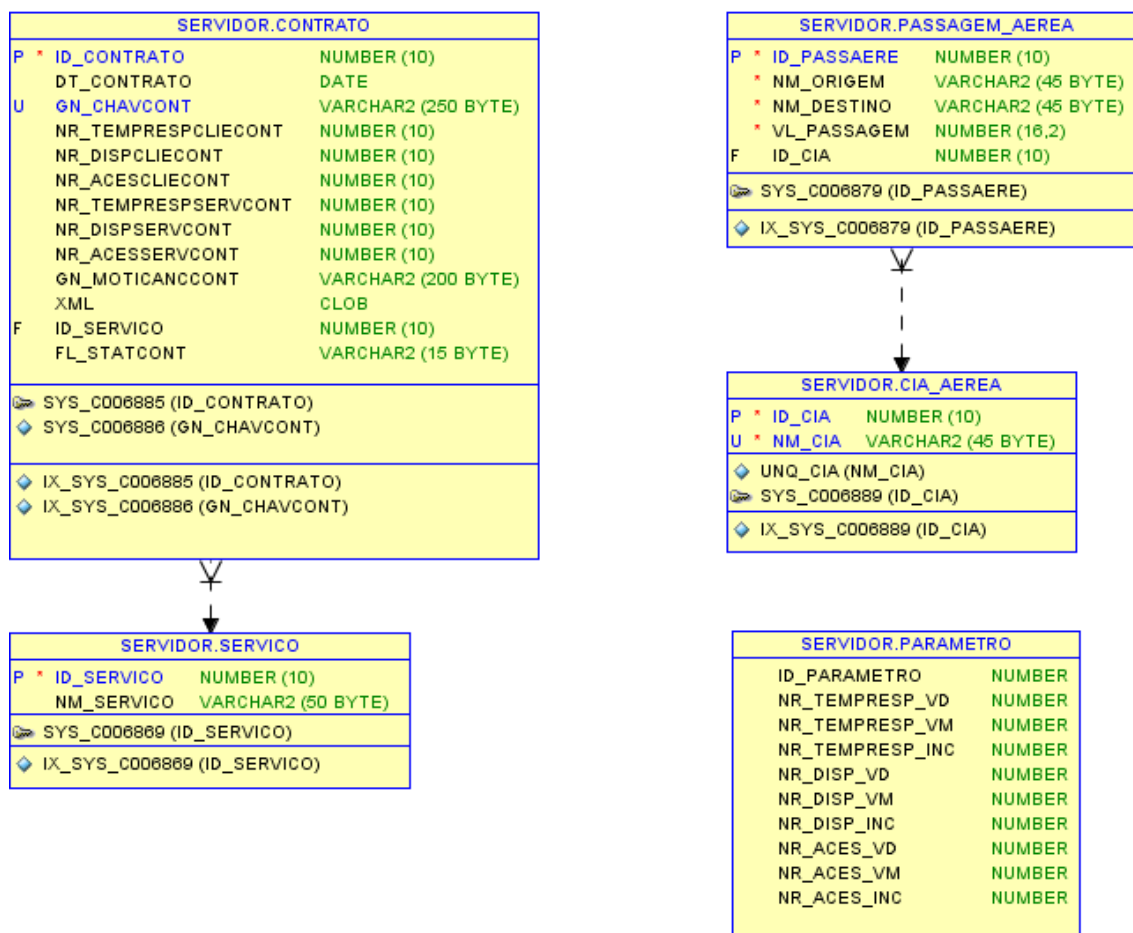 SERVIDOR.CONTRATO
P * ID_CONTRATO NUMBER (10)
DT_CONTRATO DATE
U GN_CHAVCONT VARCHAR2 (250 BYTE)
NR_TEMPRESPCLIECONT NUMBER (10)
NR_DISPCLIECONT NUMBER (10)
NR_ACESCLIECONT NUMBER (10)
NR_TEMPRESPSERVCONT NUMBER (10)
NR_DISPSERVCONT NUMBER (10)
NR_ACESSERVCONT NUMBER (10)
GN_MOTICANCCONT VARCHAR2 (200 BYTE)
XML CLOB
F ID_SERVICO NUMBER (10)
FL_STATCONT VARCHAR2 (15 BYTE)
SYS_C006885 (ID_CONTRATO)
SYS_C006886 (GN_CHAVCONT)
IX_SYS_C006885 (ID_CONTRATO)
IX_SYS_C006886 (GN_CHAVCONT)
SERVIDOR.SERVICO
P * ID_SERVICO NUMBER (10)
NM_SERVICO VARCHAR2 (50 BYTE)
SYS_C006869 (ID_SERVICO)
IX_SYS_C006869 (ID_SERVICO)
SERVIDOR.PASSAGEM_AEREA
P * ID_PASSAERE NUMBER (10)
* NM_ORIGEM VARCHAR2 (45 BYTE)
* NM_DESTINO VARCHAR2 (45 BYTE)
* VL_PASSAGEM NUMBER (16,2)
F ID_CIA NUMBER (10)
SYS_C006879 (ID_PASSAERE)
IX_SYS_C006879 (ID_PASSAERE)
SERVIDOR.CIA_AEREA
P * ID_CIA NUMBER (10)
U * NM_CIA VARCHAR2 (45 BYTE)
UNQ_CIA (NM_CIA)
SYS_C006889 (ID_CIA)
IX_SYS_C006889 (ID_CIA)
SERVIDOR.PARAMETRO
ID_PARAMETRO NUMBER
NR_TEMPRESP_VD NUMBER
NR_TEMPRESP_VM NUMBER
NR_TEMPRESP_INC NUMBER
NR_DISP_VD NUMBER
NR_DISP_VM NUMBER
NR_DISP_INC NUMBER
NR_ACES_VD NUMBER
NR_ACES_VM NUMBER
NR_ACES_INC NUMBER